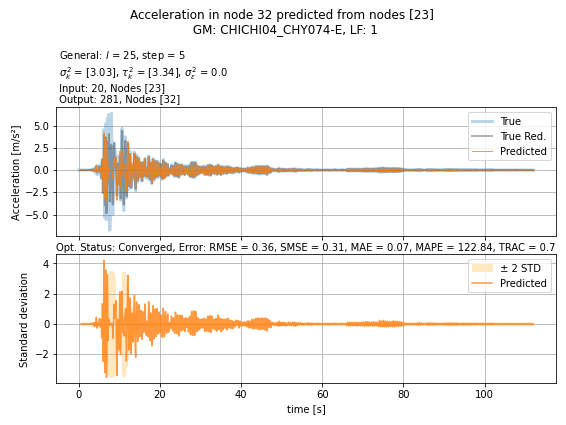 Acceleration in node 32 predicted from nodes [23]
GM: CHICHI04_CHY074-E, LF: 1
General: l = 25, step = 5
σ²ₖ = [3.03], τ²ₖ = [3.34], σ²ε = 0.0
Input: 20, Nodes [23]
Output: 281, Nodes [32]
Acceleration [m/s²]
5.0
2.5
0.0
−2.5
−5.0
True
True Red.
Predicted
Opt. Status: Converged, Error: RMSE = 0.36, SMSE = 0.31, MAE = 0.07, MAPE = 122.84, TRAC = 0.7
Standard deviation
4
2
0
−2
± 2 STD
Predicted
0
20
40
60
80
100
time [s]